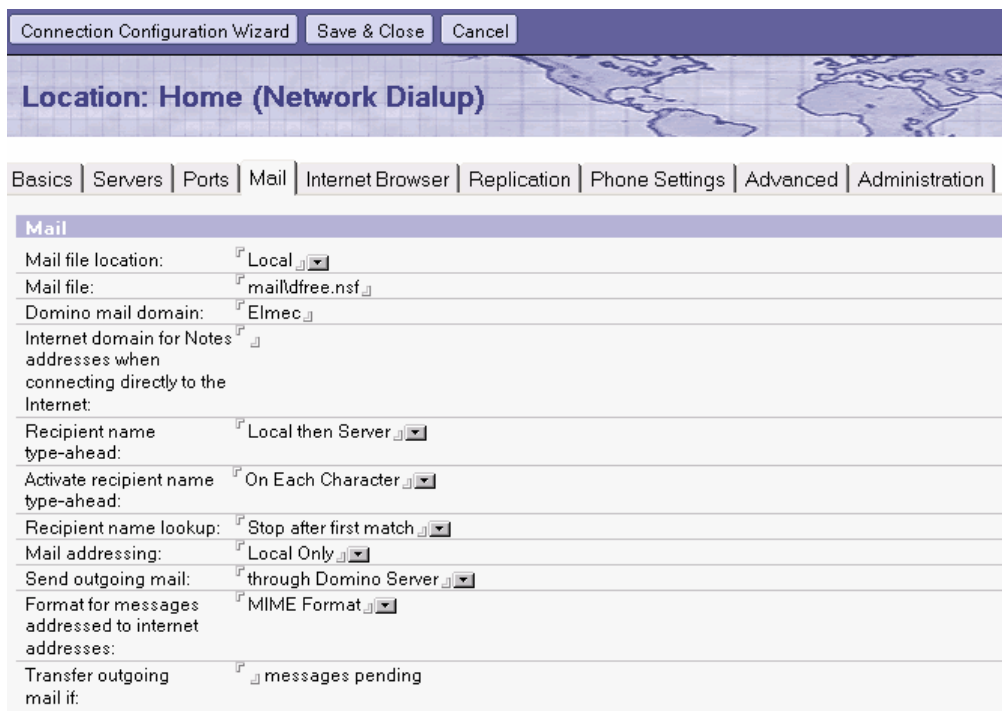 Connection Configuration Wizard Save & Close Cancel
Location: Home (Network Dialup)
Basics Servers Ports Mail Internet Browser Replication Phone Settings Advanced Administration
Mail
Mail file location: Local
Mail file: mail\dfree.nsf
Domino mail domain: Elmec
Internet domain for Notes
addresses when
connecting directly to the
Internet:
Recipient name Local then Server
type-ahead:
Activate recipient name On Each Character
type-ahead:
Recipient name lookup: Stop after first match
Mail addressing: Local Only
Send outgoing mail: through Domino Server
Format for messages MIME Format
addressed to internet
addresses:
Transfer outgoing messages pending
mail if: